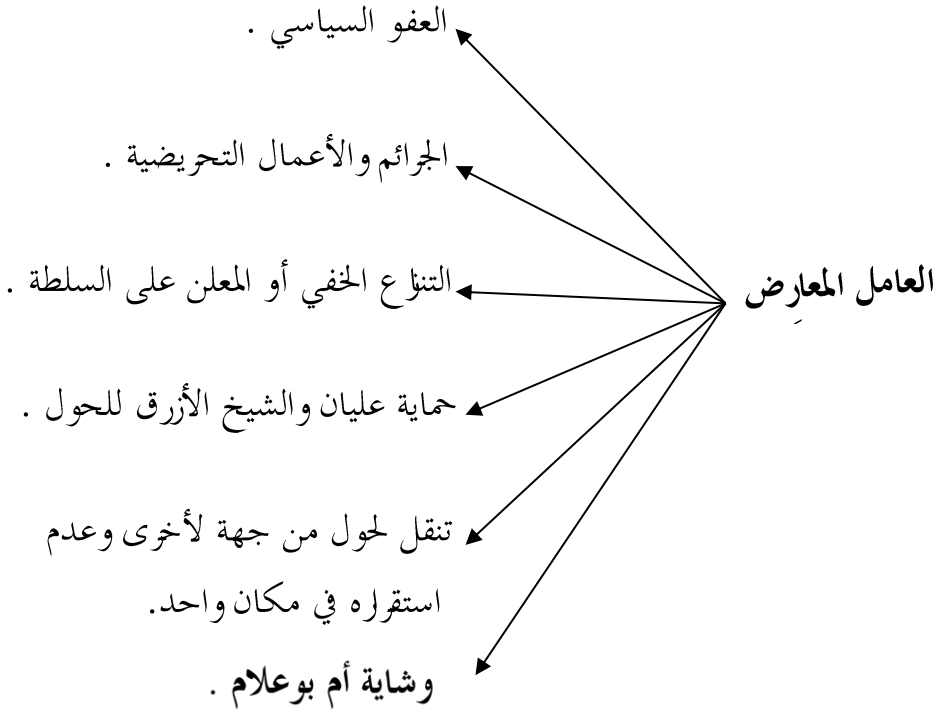 العفو السياسي .
الجرائم والأعمال التحريضية .
العامل المعارِض
التنازع الخفي أو المعلن على السلطة .
حماية عليان والشيخ الأزرق للحول .
تنقل لحول من جهة لأخرى وعدم
استقراره في مكان واحد.
وشاية أم بوعلام .